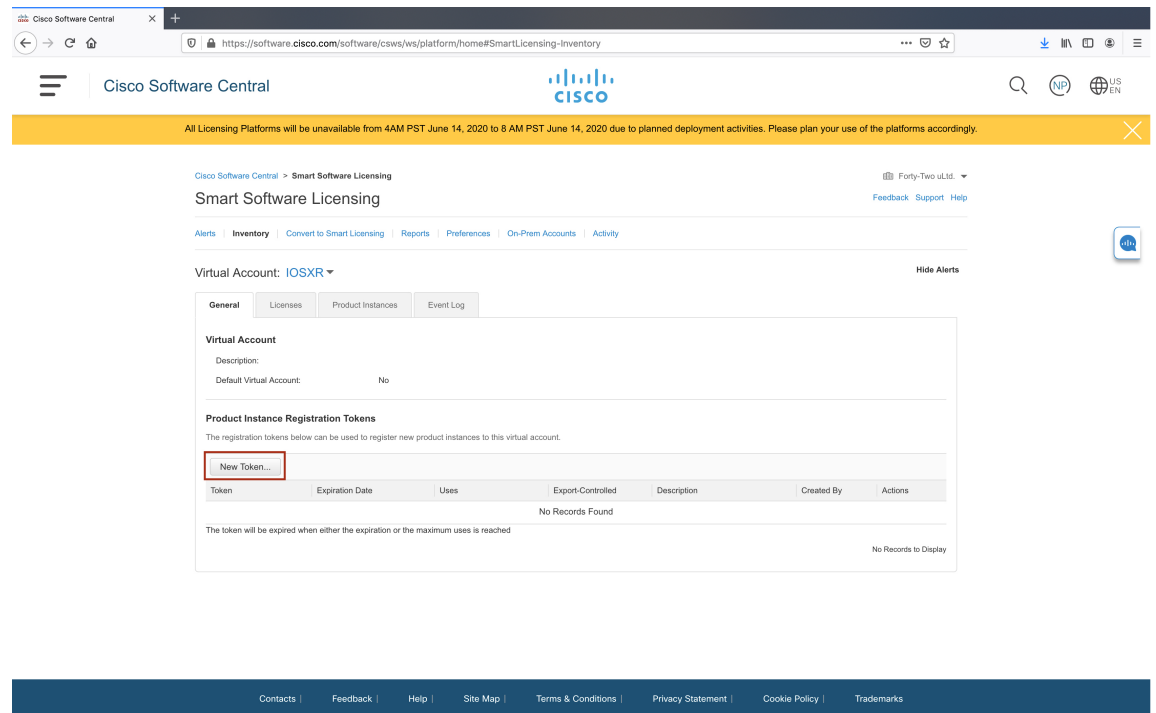 Cisco Software Central
https://software.cisco.com/software/csws/ws/platform/home#SmartLicensing-Inventory
Cisco Software Central
CISCO
NP
US
EN
All Licensing Platforms will be unavailable from 4AM PST June 14, 2020 to 8 AM PST June 14, 2020 due to planned deployment activities. Please plan your use of the platforms accordingly.
Cisco Software Central > Smart Software Licensing
Forty-Two uLtd.
Smart Software Licensing
Feedback Support Help
Alerts | Inventory | Convert to Smart Licensing | Reports | Preferences | On-Prem Accounts | Activity
Virtual Account: IOSXR
Hide Alerts
General Licenses Product Instances Event Log
Virtual Account
Description:
Default Virtual Account: No
Product Instance Registration Tokens
The registration tokens below can be used to register new product instances to this virtual account.
New Token...
Token Expiration Date Uses Export-Controlled Description Created By Actions
No Records Found
The token will be expired when either the expiration or the maximum uses is reached
No Records to Display
Contacts | Feedback | Help | Site Map | Terms & Conditions | Privacy Statement | Cookie Policy | Trademarks